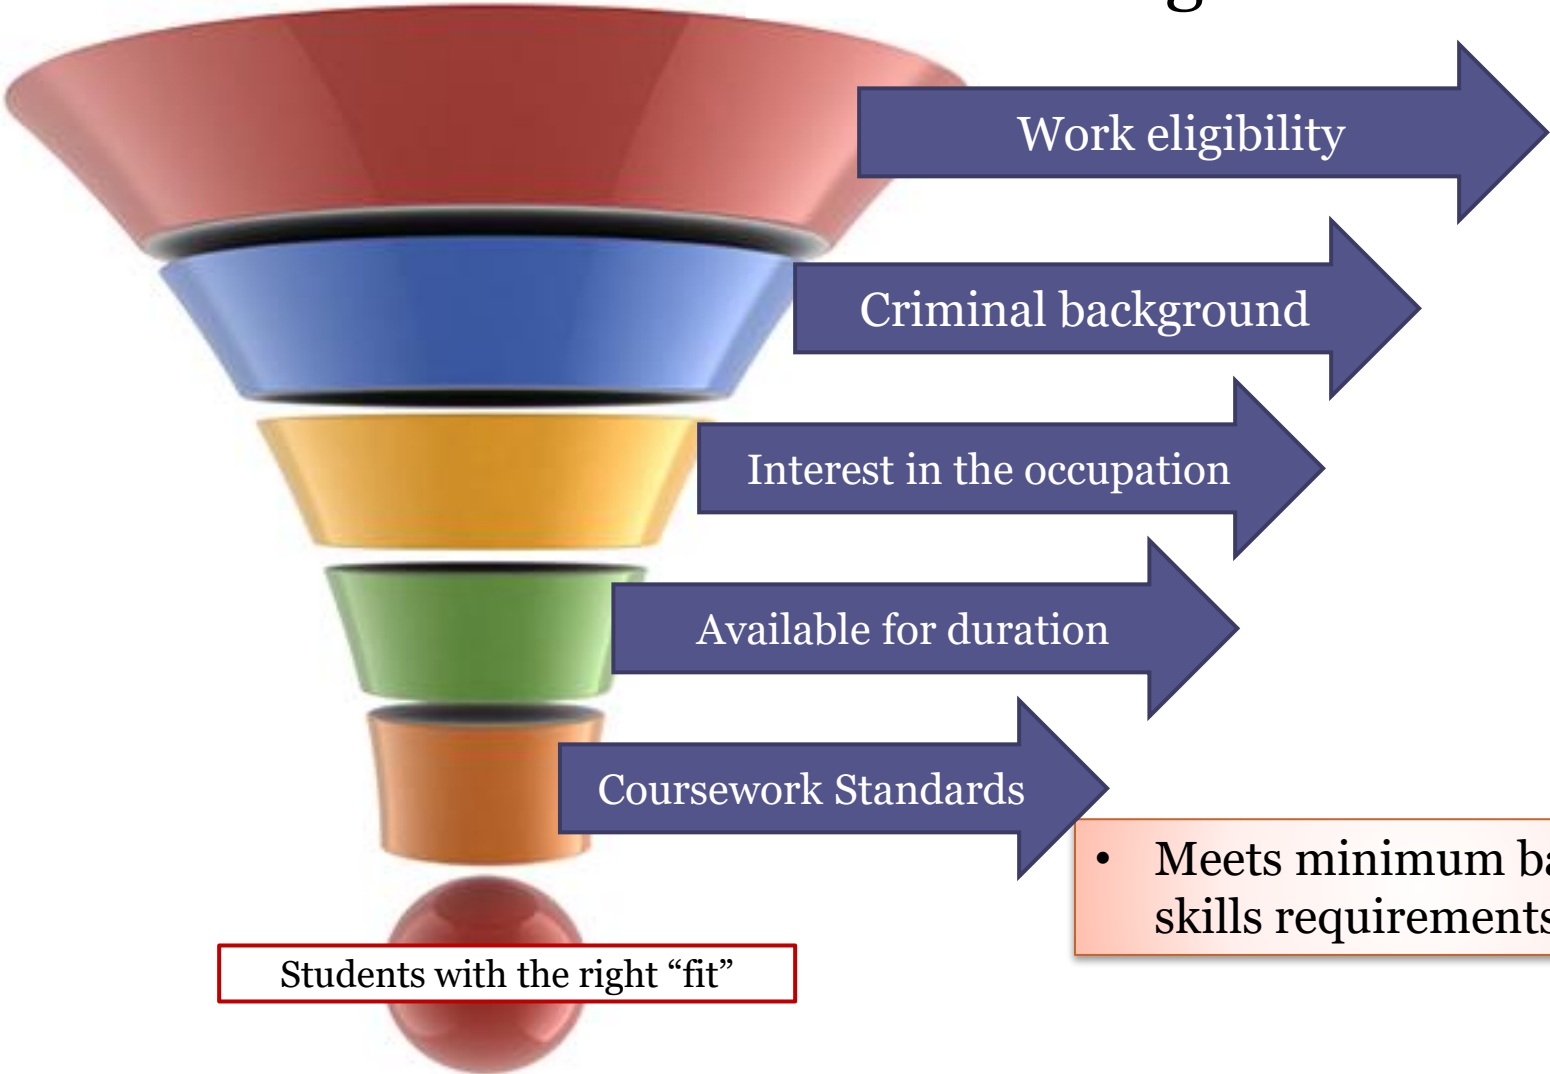 Work eligibility
Criminal background
Interest in the occupation
Available for duration
Coursework Standards
• Meets minimum
skills requirements
Students with the right “fit”